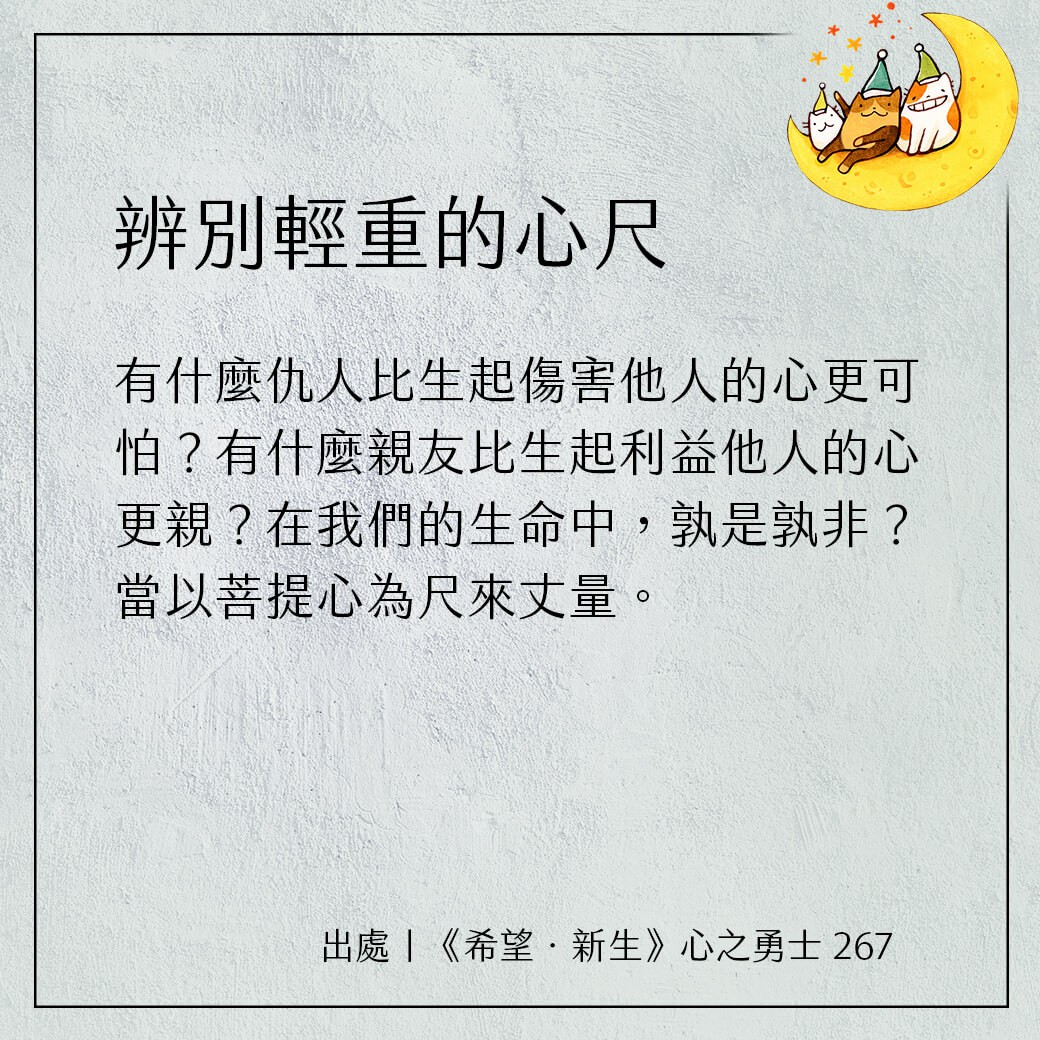 辨別輕重的心尺
有什麼仇人比生起傷害他人的心更可
怕？有什麼親友比生起利益他人的心
更親？在我們的生命中，孰是孰非？
當以菩提心為尺來丈量。
出處｜《希望．新生》心之勇士 267